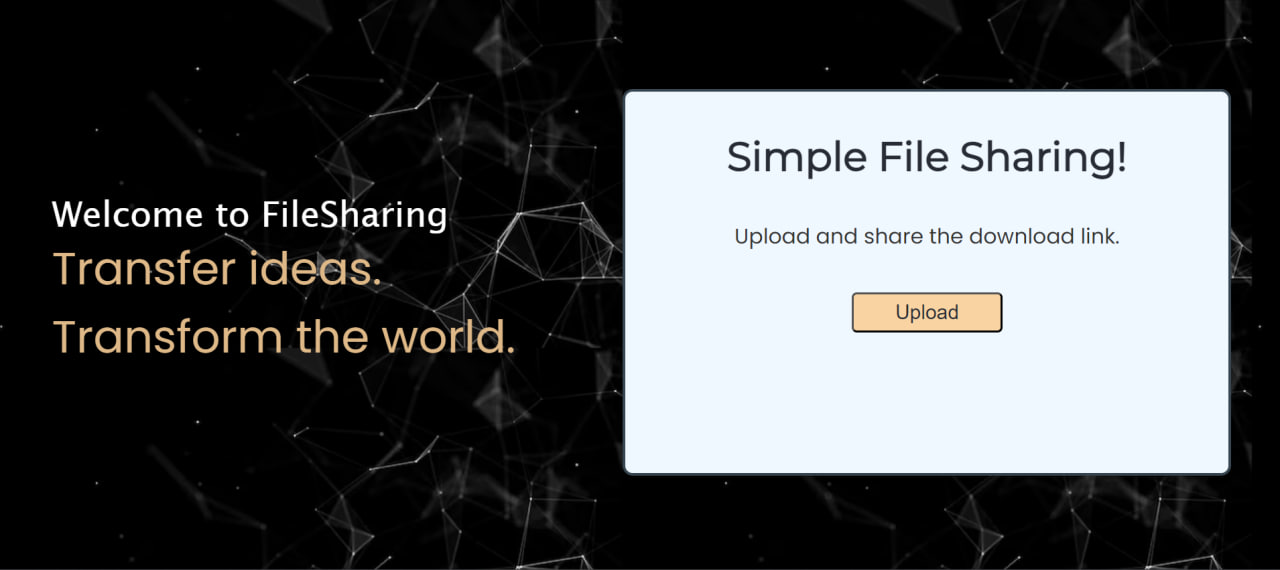 Welcome to FileSharing
Transfer ideas.
Transform the world.
Simple File Sharing!
Upload and share the download link.
Upload